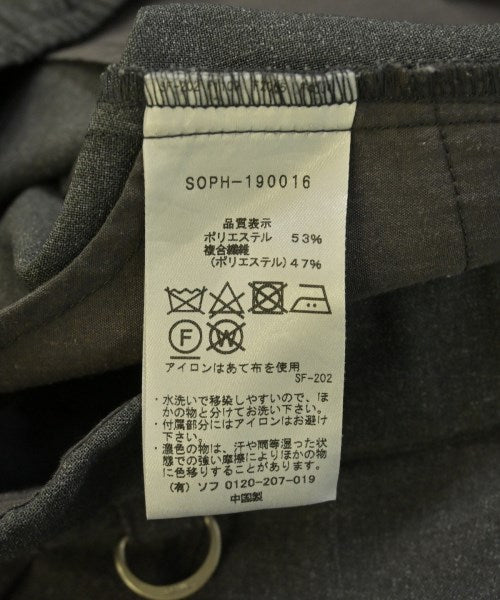 SOPH-190016
品質表示
ポリエステル 53%
複合繊維
(ポリエステル)47%
F W
アイロンはあて布を使用
SF-202
・水洗いで移染しやすいので、ほ
かの物と分けてお洗い下さい。
・付属部分にはアイロンはお避け
下さい。
・濃色の物は、汗や雨等湿った状
態での強い摩擦によりほかの物
に色移りすることがあります。
(有)ソフ 0120-207-019
中国製